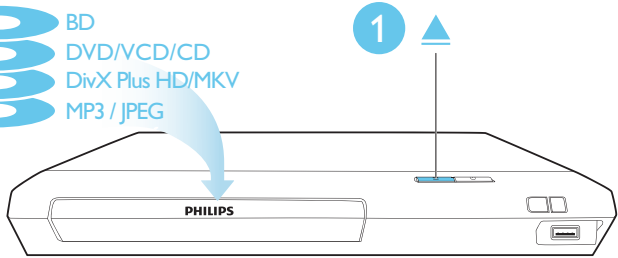 BD
DVD/VCD/CD
DivX Plus HD/MKV
MP3 / JPEG
1
PHILIPS